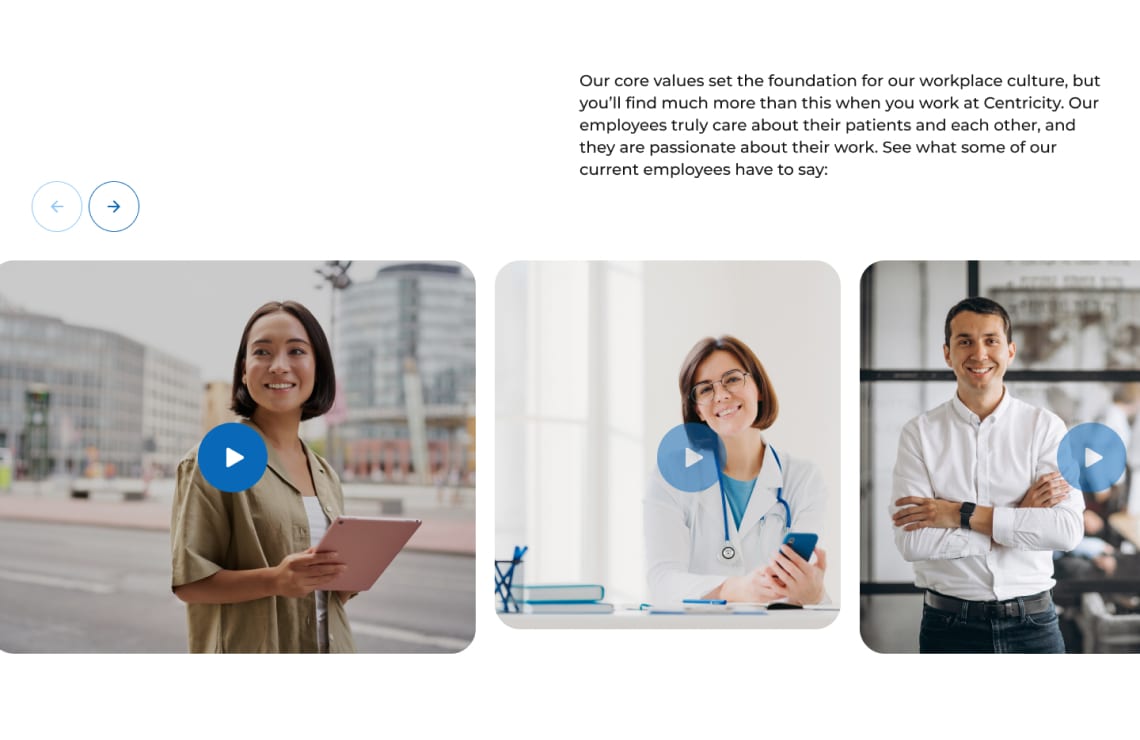 Our core values set the foundation for our workplace culture, but
you’ll find much more than this when you work at Centricity. Our
employees truly care about their patients and each other, and
they are passionate about their work. See what some of our
current employees have to say: